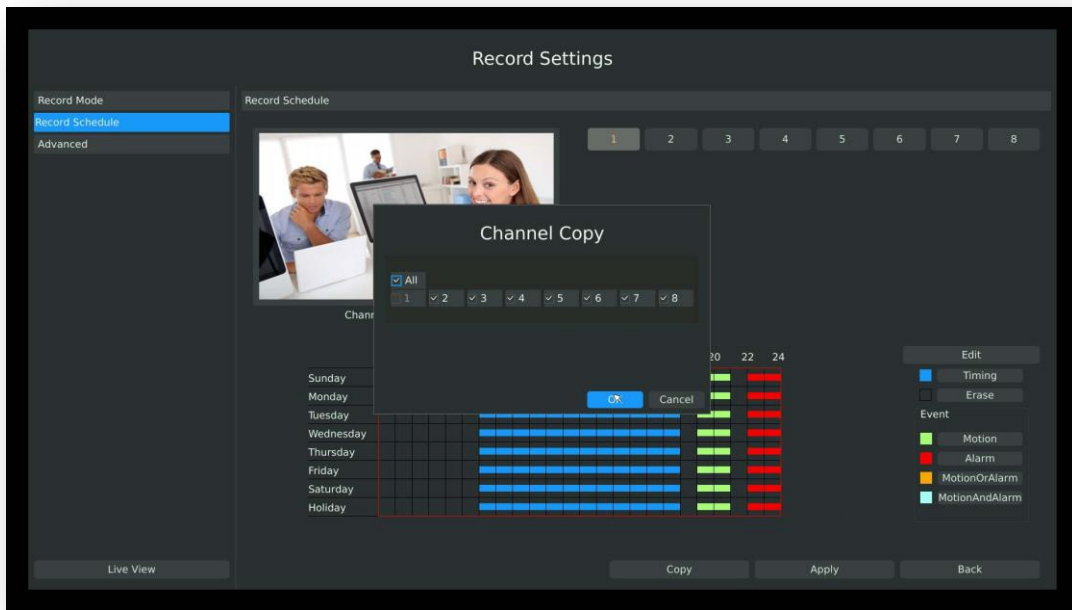 Record Settings
Record Mode
Record Schedule
Advanced
Record Schedule
1 2 3 4 5 6 7 8
Channel Copy
All
1 2 3 4 5 6 7 8
OK Cancel
Chann
20 22 24
Sunday
Monday
Tuesday
Wednesday
Thursday
Friday
Saturday
Holiday
Edit
Timing
Erase
Event
Motion
Alarm
MotionOrAlarm
MotionAndAlarm
Live View
Copy Apply Back